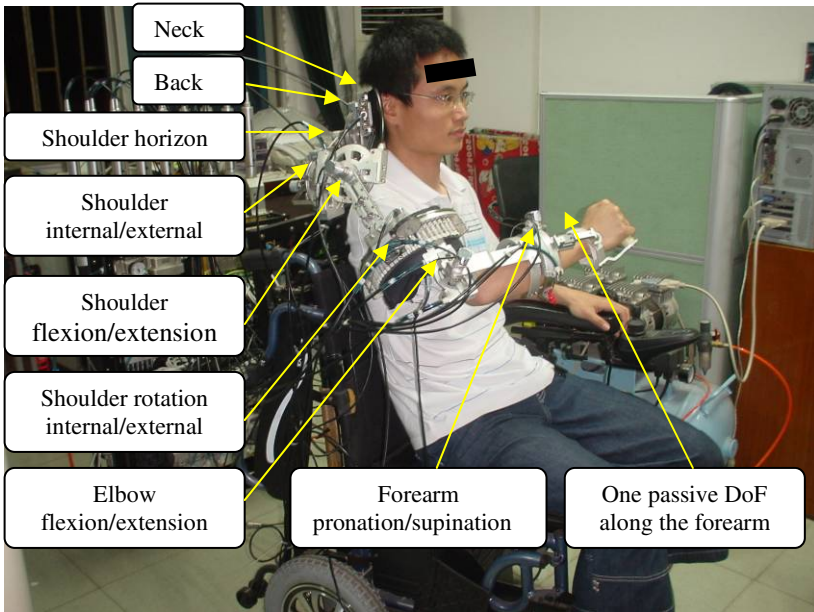 Neck
Back
Shoulder horizon
Shoulder
internal/external
Shoulder
flexion/extension
Shoulder rotation
internal/external
Elbow
flexion/extension
Forearm
pronation/supination
One passive DoF
along the forearm